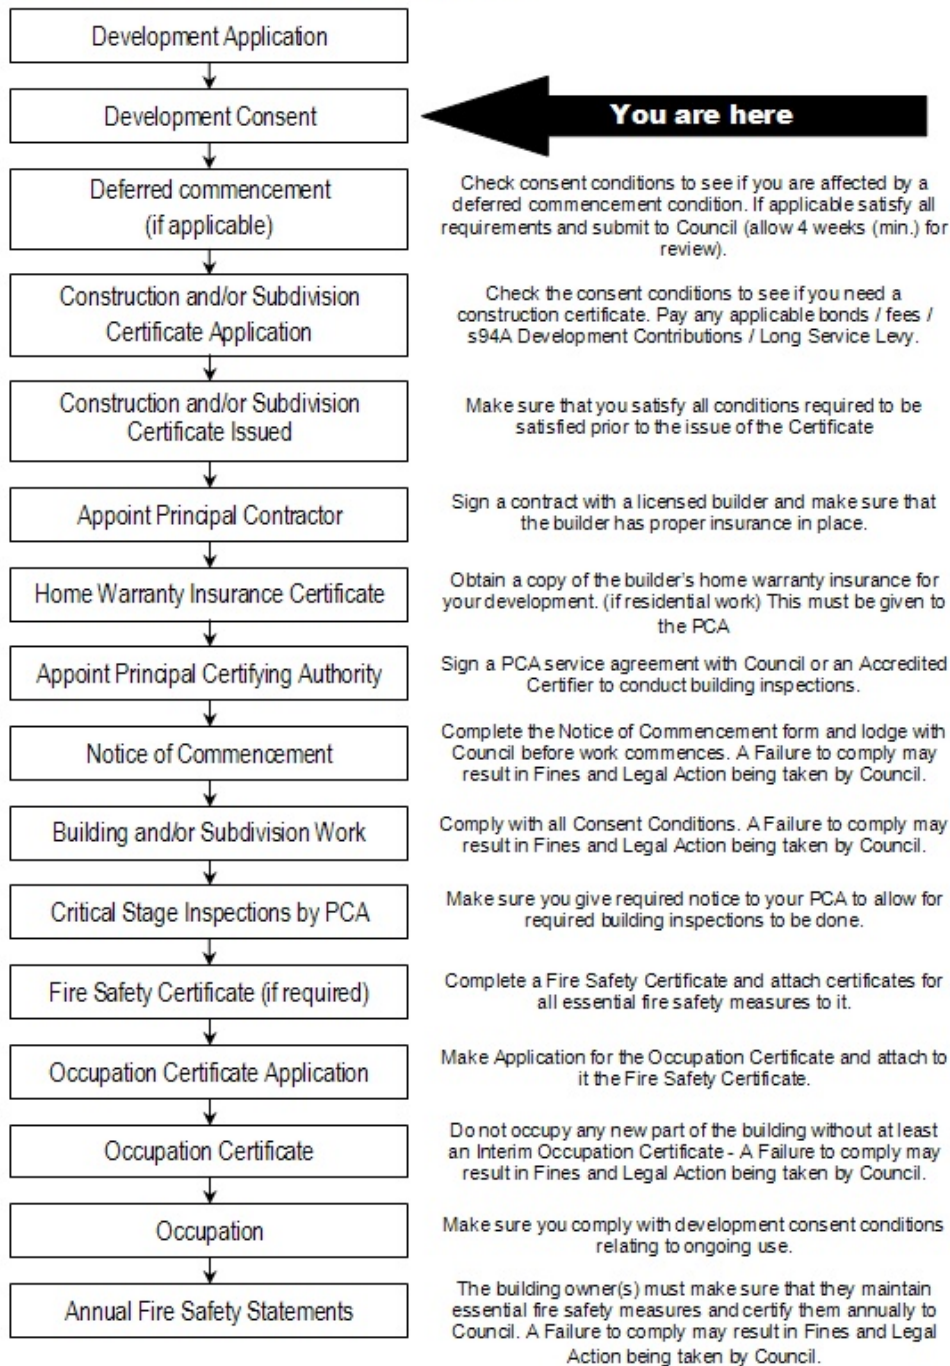 Development Application
Development Consent
You are here
Deferred commencement
(if applicable)
Check consent conditions to see if you are affected by a
deferred commencement condition. If applicable satisfy all
requirements and submit to Council (allow 4 weeks (min.) for
review).
Construction and/or Subdivision
Certificate Application
Check the consent conditions to see if you need a
construction certificate. Pay any applicable bonds / fees /
s94A Development Contributions / Long Service Levy.
Construction and/or Subdivision
Certificate Issued
Make sure that you satisfy all conditions required to be
satisfied prior to the issue of the Certificate
Appoint Principal Contractor
Sign a contract with a licensed builder and make sure that
the builder has proper insurance in place.
Home Warranty Insurance Certificate
Obtain a copy of the builder's home warranty insurance for
your development. (if residential work) This must be given to
the PCA
Appoint Principal Certifying Authority
Sign a PCA service agreement with Council or an Accredited
Certifier to conduct building inspections.
Notice of Commencement
Complete the Notice of Commencement form and lodge with
Council before work commences. A Failure to comply may
result in Fines and Legal Action being taken by Council.
Building and/or Subdivision Work
Comply with all Consent Conditions. A Failure to comply may
result in Fines and Legal Action being taken by Council.
Critical Stage Inspections by PCA
Make sure you give required notice to your PCA to allow for
required building inspections to be done.
Fire Safety Certificate (if required)
Complete a Fire Safety Certificate and attach certificates for
all essential fire safety measures to it.
Occupation Certificate Application
Make Application for the Occupation Certificate and attach to
it the Fire Safety Certificate.
Occupation Certificate
Do not occupy any new part of the building without at least
an Interim Occupation Certificate - A Failure to comply may
result in Fines and Legal Action being taken by Council.
Occupation
Make sure you comply with development consent conditions
relating to ongoing use.
Annual Fire Safety Statements
The building owner(s) must make sure that they maintain
essential fire safety measures and certify them annually to
Council. A Failure to comply may result in Fines and Legal
Action being taken by Council.